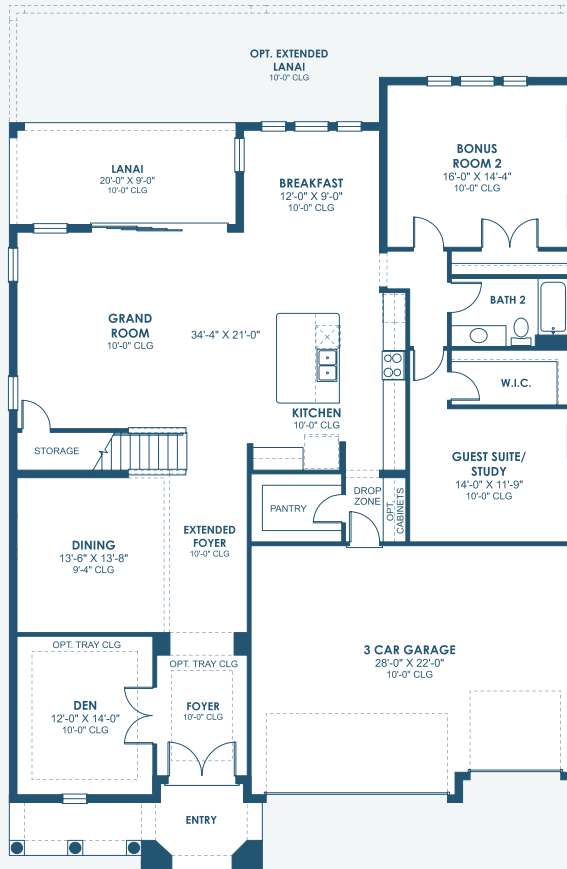 OPT. EXTENDED
LANAI
10'-0" CLG
LANAI
20'-0" X 9'-0"
10'-0" CLG
BREAKFAST
12'-0" X 9'-0"
10'-0" CLG
BONUS
ROOM 2
16'-0" X 14'-4"
10'-0" CLG
BATH 2
GRAND
ROOM
10'-0" CLG
34'-4" X 21'-0"
W.I.C.
KITCHEN
10'-0" CLG
STORAGE
GUEST SUITE/
STUDY
14'-0" X 11'-9"
10'-0" CLG
PANTRY
DROP
ZONE
OPT.
CABINETS
DINING
13'-6" X 13'-8"
9'-4" CLG
EXTENDED
FOYER
10'-0" CLG
OPT. TRAY CLG
DEN
12'-0" X 14'-0"
10'-0" CLG
OPT. TRAY CLG
FOYER
10'-0" CLG
3 CAR GARAGE
28'-0" X 22'-0"
10'-0" CLG
ENTRY